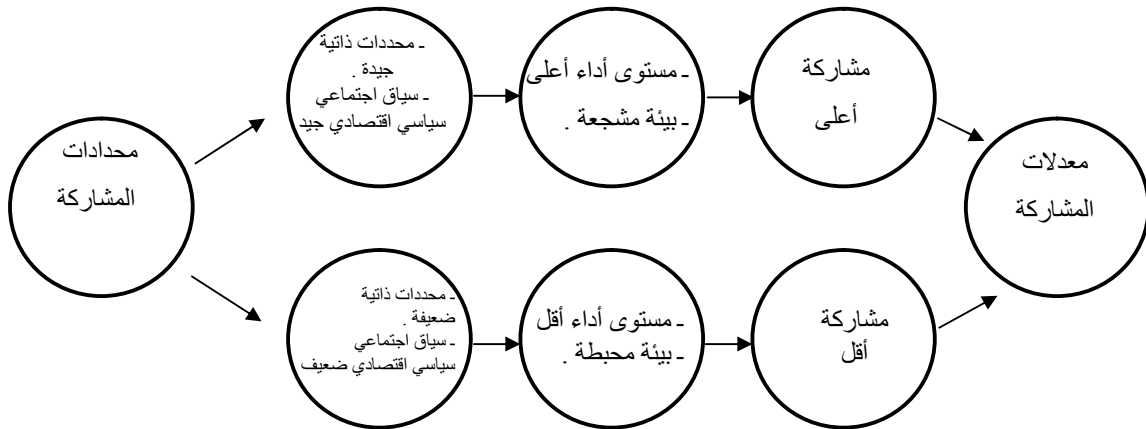 محدادات
المشاركة
ـ محددات ذاتية
جيدة .
ـ سياق اجتماعي
سياسي اقتصادي جيد
ـ مستوى أداء أعلى
ـ بيئة مشجعة .
مشاركة
أعلى
ـ محددات ذاتية
ضعيفة .
ـ سياق اجتماعي
سياسي اقتصادي ضعيف
ـ مستوى أداء أقل
ـ بيئة محبطة .
مشاركة
أقل
معدلات
المشاركة